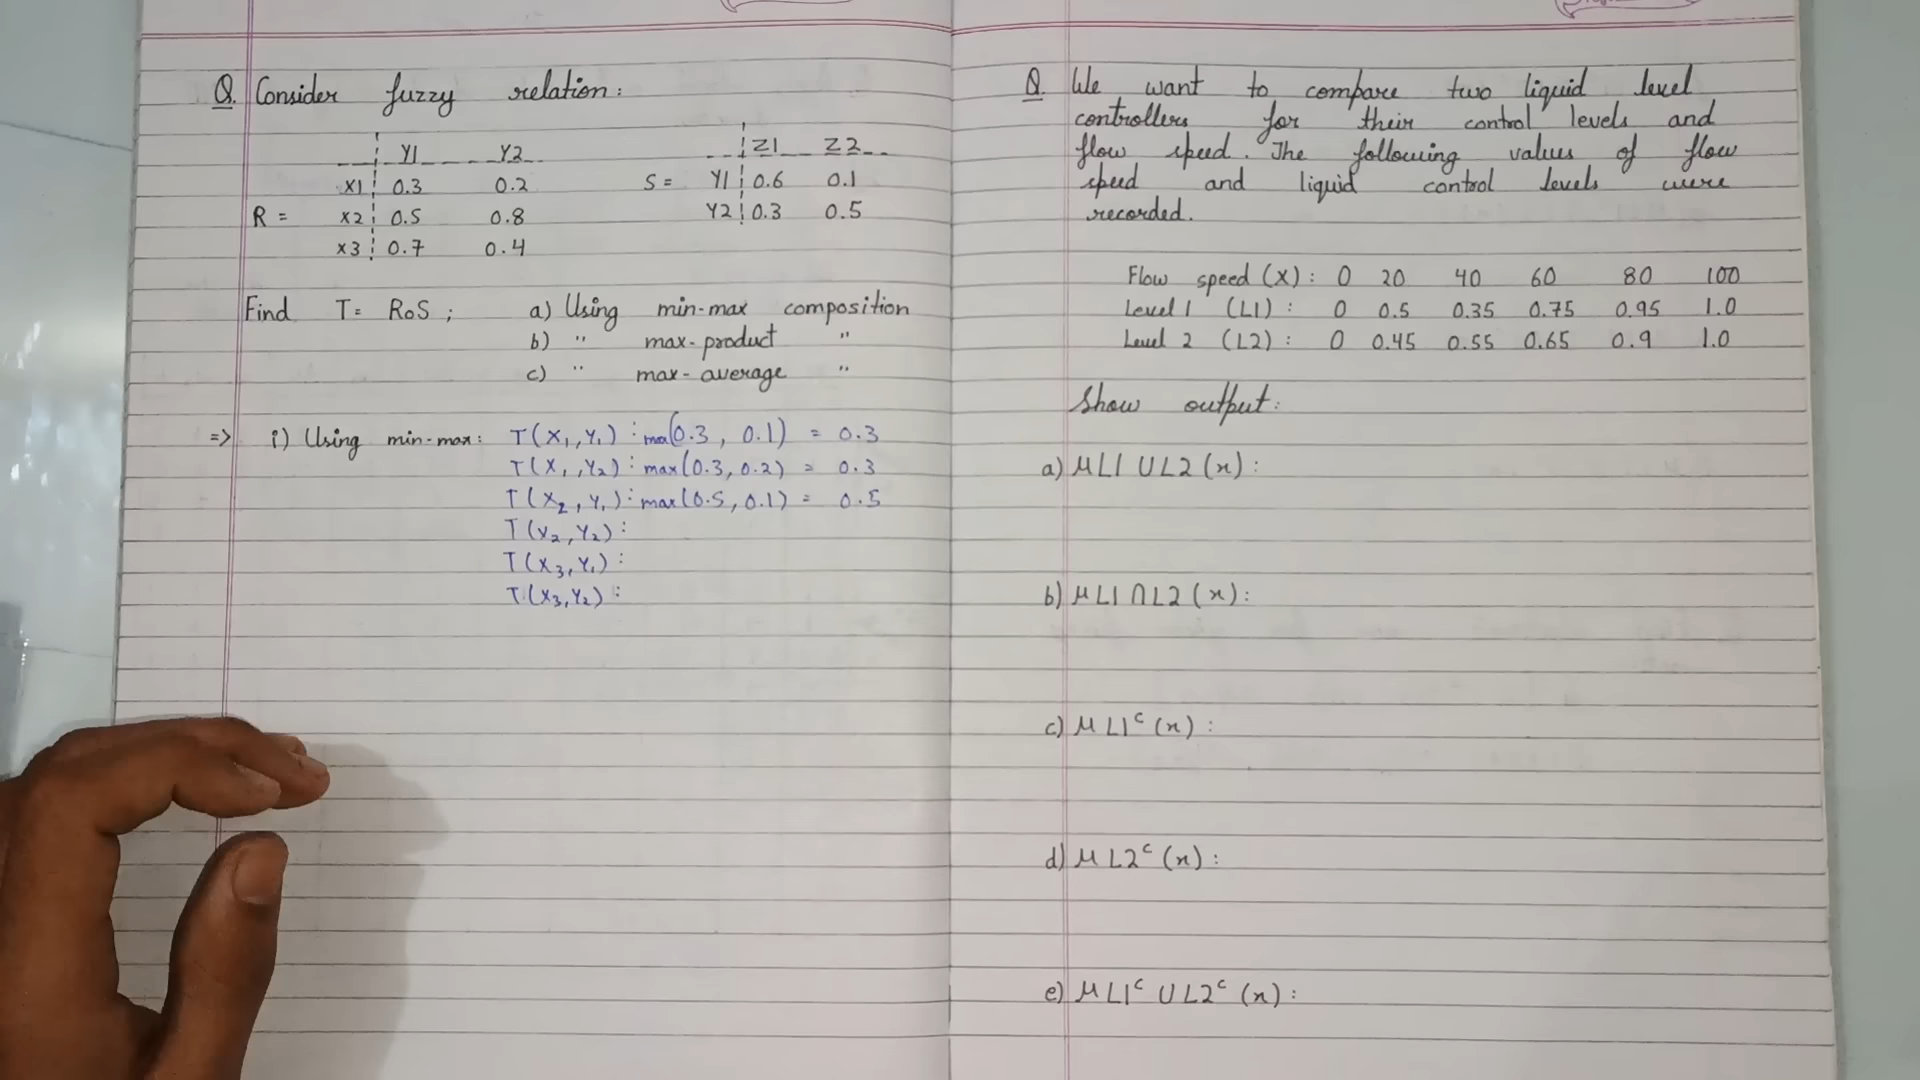 Q. Consider fuzzy relation:
Y1 Y2
X1 0.3 0.2
R = X2 0.5 0.8
X3 0.7 0.4
Z1 Z2
S = Y1 0.6 0.1
Y2 0.3 0.5
Find T = RoS ; a) Using min-max composition
b) " max-product "
c) " max-average "
=> i) Using min-max: T(X1,Y1) : max(0.3, 0.1) = 0.3
T(X1,Y2) : max(0.3, 0.2) = 0.3
T(X2,Y1) : max(0.5, 0.1) = 0.5
T(X2,Y2) :
T(X3,Y1) :
T(X3,Y2) :
Q. We want to compare two liquid level
controllers for their control levels and
flow speed. The following values of flow
speed and liquid control levels were
recorded.
Flow speed (X) : 0 20 40 60 80 100
Level 1 (L1) : 0 0.5 0.35 0.75 0.95 1.0
Level 2 (L2) : 0 0.45 0.55 0.65 0.9 1.0
Show output:
a) μL1 ∪ L2 (x) :
b) μL1 ∩ L2 (x) :
c) μL1ᶜ (x) :
d) μL2ᶜ (x) :
e) μL1ᶜ ∪ L2ᶜ (x) :